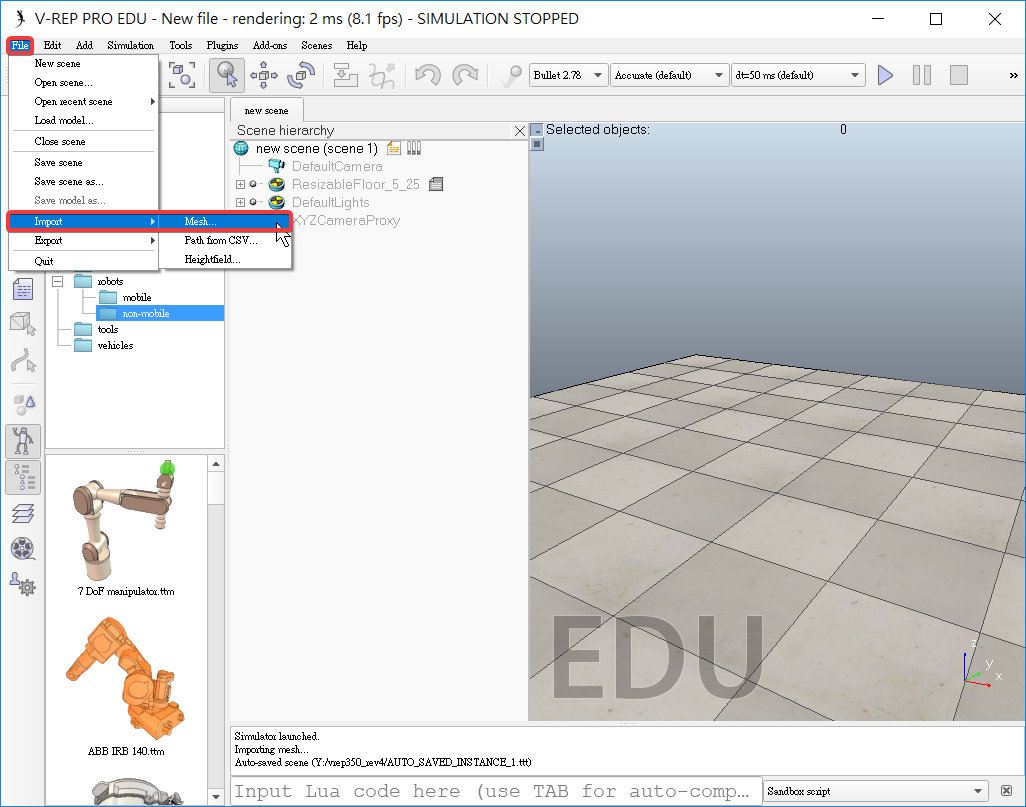 V-REP PRO EDU - New file - rendering: 2 ms (8.1 fps) - SIMULATION STOPPED
File Edit Add Simulation Tools Plugins Add-ons Scenes Help
New scene
Open scene...
Open recent scene
Load model...
Close scene
Save scene
Save scene as...
Save model as...
Import
Export
Quit
Mesh...
Path from CSV...
Heightfield...
Bullet 2.78 Accurate (default) dt=50 ms (default) »
new scene
Scene hierarchy
new scene (scene 1)
DefaultCamera
ResizableFloor_5_25
DefaultLights
XYZCameraProxy
Selected objects: 0
robots
mobile
non-mobile
tools
vehicles
7 DoF manipulator.ttm
ABB IRB 140.ttm
EDU
z
y
x
Simulator launched.
Importing mesh...
Auto-saved scene (Y:/vrep350_rev4/AUTO_SAVED_INSTANCE_1.ttt)
Input Lua code here (use TAB for auto-comp... Sandbox script